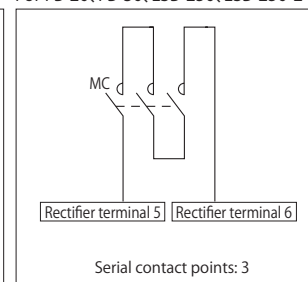 MC
Rectifier terminal 5
Rectifier terminal 6
Serial contact points: 3